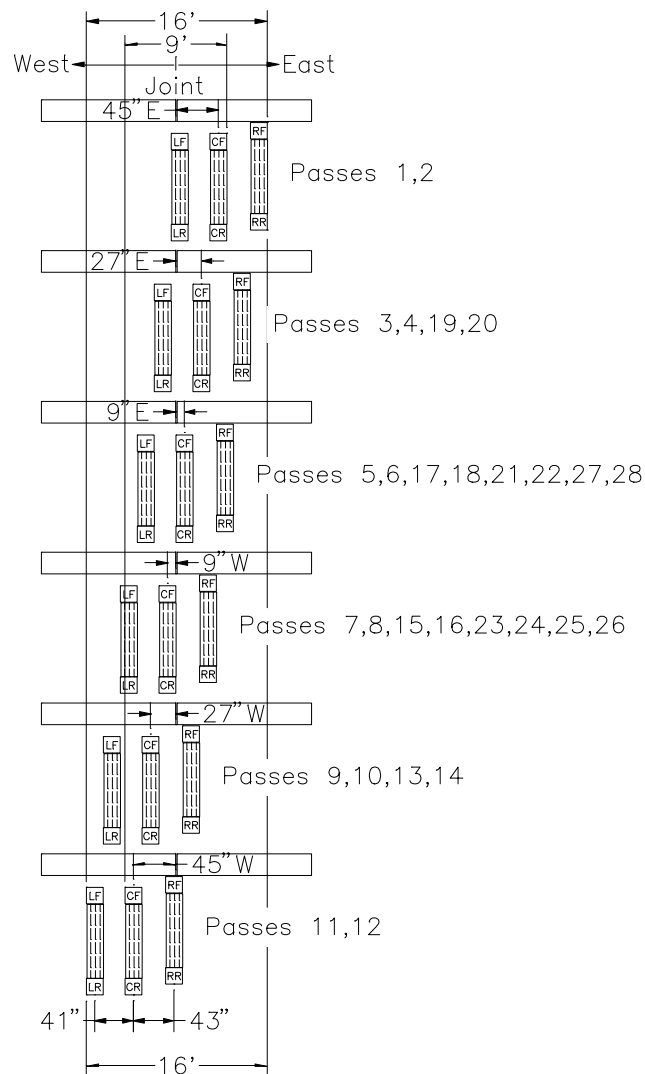 16'
9'
West East
Joint
45"E
LF CF RF
Passes 1,2
LR CR RR
27"E
LF CF RF
Passes 3,4,19,20
LR CR RR
9"E
LF CF RF
Passes 5,6,17,18,21,22,27,28
LR CR RR
9"W
LF CF RF
Passes 7,8,15,16,23,24,25,26
LR CR RR
27"W
LF CF RF
Passes 9,10,13,14
LR CR RR
45"W
LF CF RF
Passes 11,12
LR CR RR
41" 43"
16'